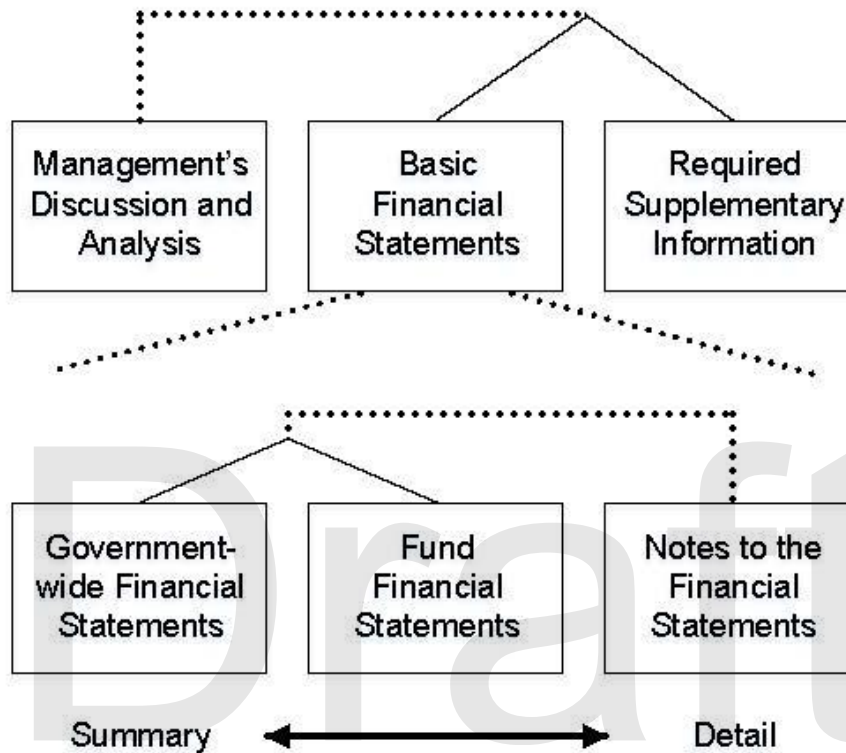 Management's
Discussion and
Analysis
Basic
Financial
Statements
Required
Supplementary
Information
Government-
wide Financial
Statements
Fund
Financial
Statements
Notes to the
Financial
Statements
Summary
Detail
Draft